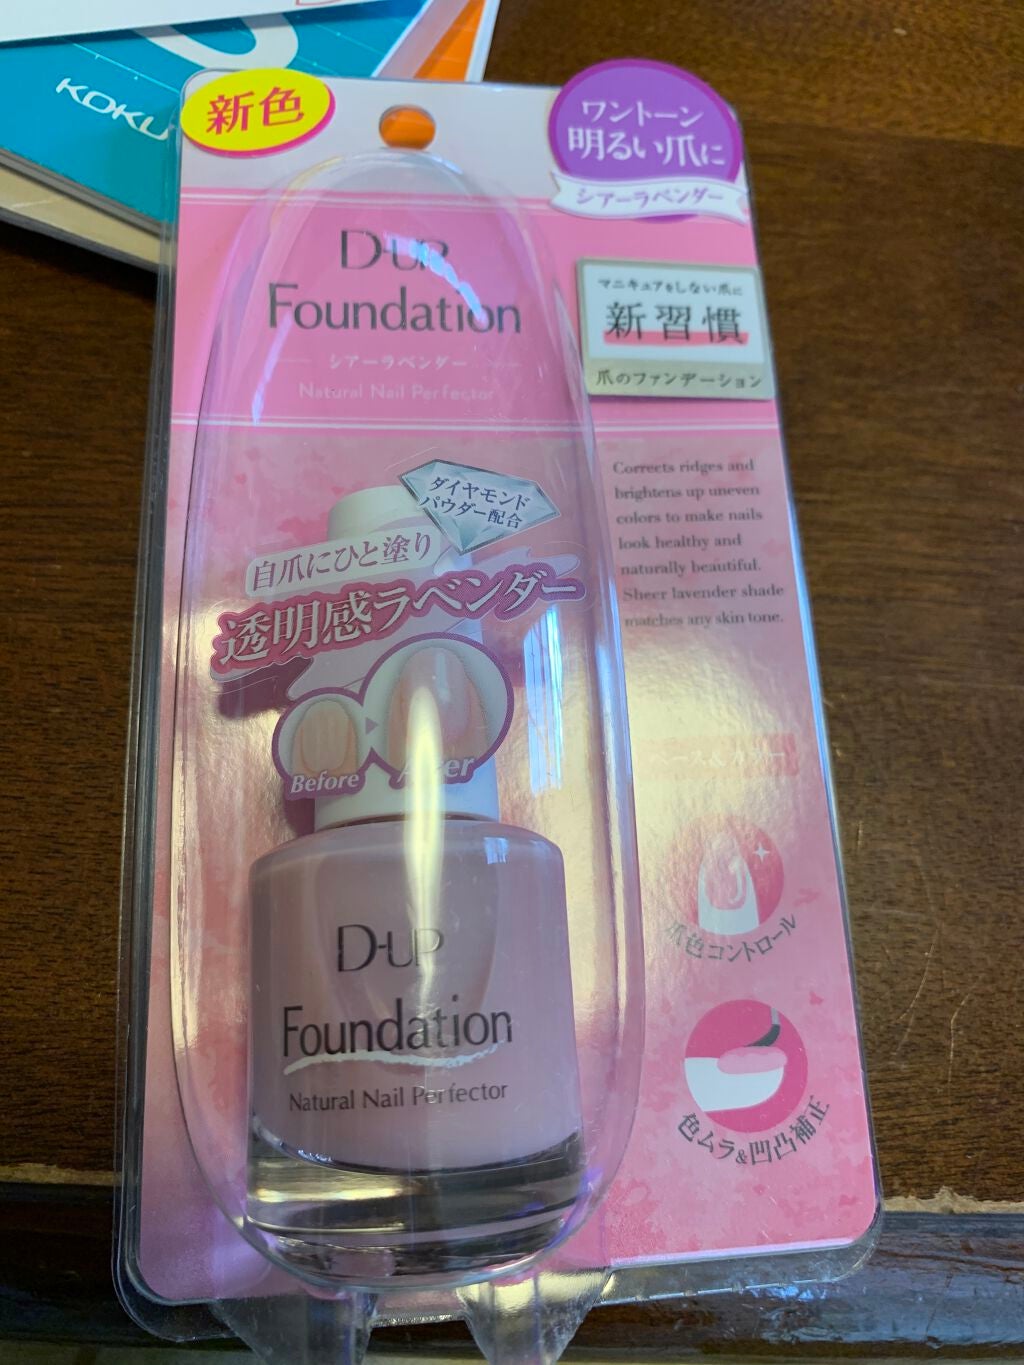 KOKU
新色
ワントーン
明るい爪に
シアーラベンダー
D-UP
Foundation
シアーラベンダー
Natural Nail Perfector
マニキュアをしない爪に
新習慣
爪のファンデーション
Corrects ridges and
brightens up uneven
colors to make nails
look healthy and
naturally beautiful.
Sheer lavender shade
matches any skin tone.
ダイヤモンド
パウダー配合
自爪にひと塗り
透明感ラベンダー
Before
After
ベース&カラー
爪色コントロール
色ムラ&凹凸補正
D-UP
Foundation
Natural Nail Perfector